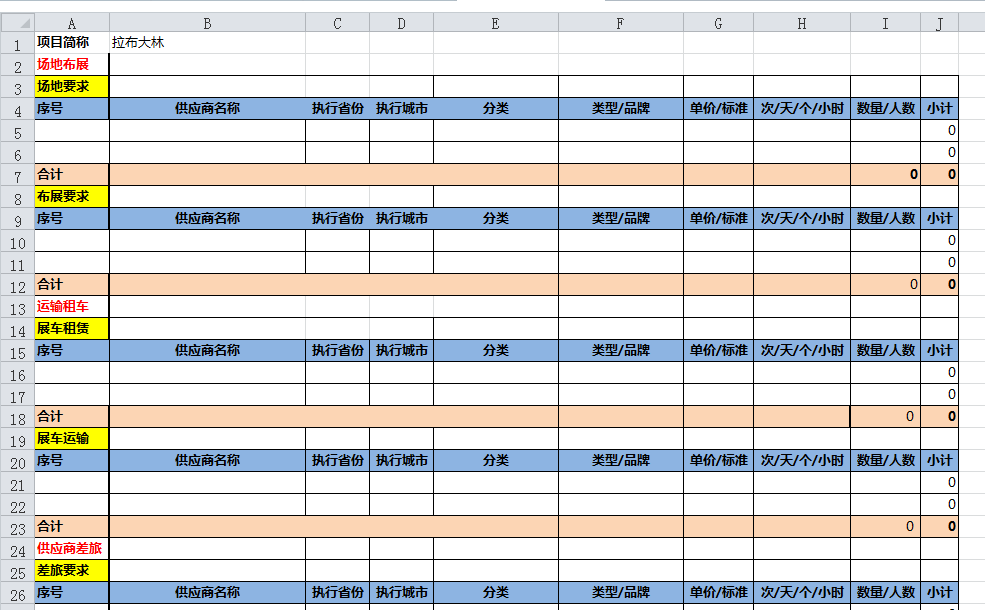 A B C D E F G H I J
1 项目简称 拉布大林
2 场地布展
3 场地要求
4 序号 供应商名称 执行省份 执行城市 分类 类型/品牌 单价/标准 次/天/个/小时 数量/人数 小计
5 0
6 0
7 合计 0 0
8 布展要求
9 序号 供应商名称 执行省份 执行城市 分类 类型/品牌 单价/标准 次/天/个/小时 数量/人数 小计
10 0
11 0
12 合计 0 0
13 运输租车
14 展车租赁
15 序号 供应商名称 执行省份 执行城市 分类 类型/品牌 单价/标准 次/天/个/小时 数量/人数 小计
16 0
17 0
18 合计 0 0
19 展车运输
20 序号 供应商名称 执行省份 执行城市 分类 类型/品牌 单价/标准 次/天/个/小时 数量/人数 小计
21 0
22 0
23 合计 0 0
24 供应商差旅
25 差旅要求
26 序号 供应商名称 执行省份 执行城市 分类 类型/品牌 单价/标准 次/天/个/小时 数量/人数 小计